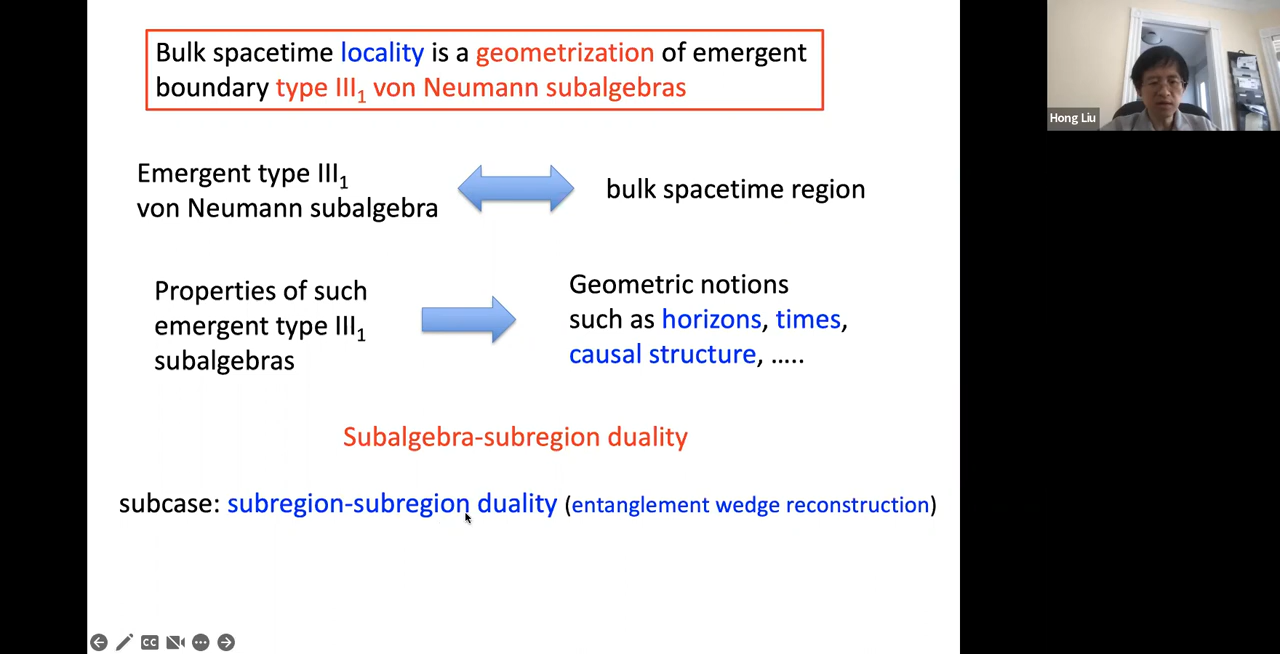 Bulk spacetime locality is a geometrization of emergent
boundary type III₁ von Neumann subalgebras
Hong Liu
Emergent type III₁
von Neumann subalgebra
bulk spacetime region
Properties of such
emergent type III₁
subalgebras
Geometric notions
such as horizons, times,
causal structure, .....
Subalgebra-subregion duality
subcase: subregion-subregion duality (entanglement wedge reconstruction)
CC